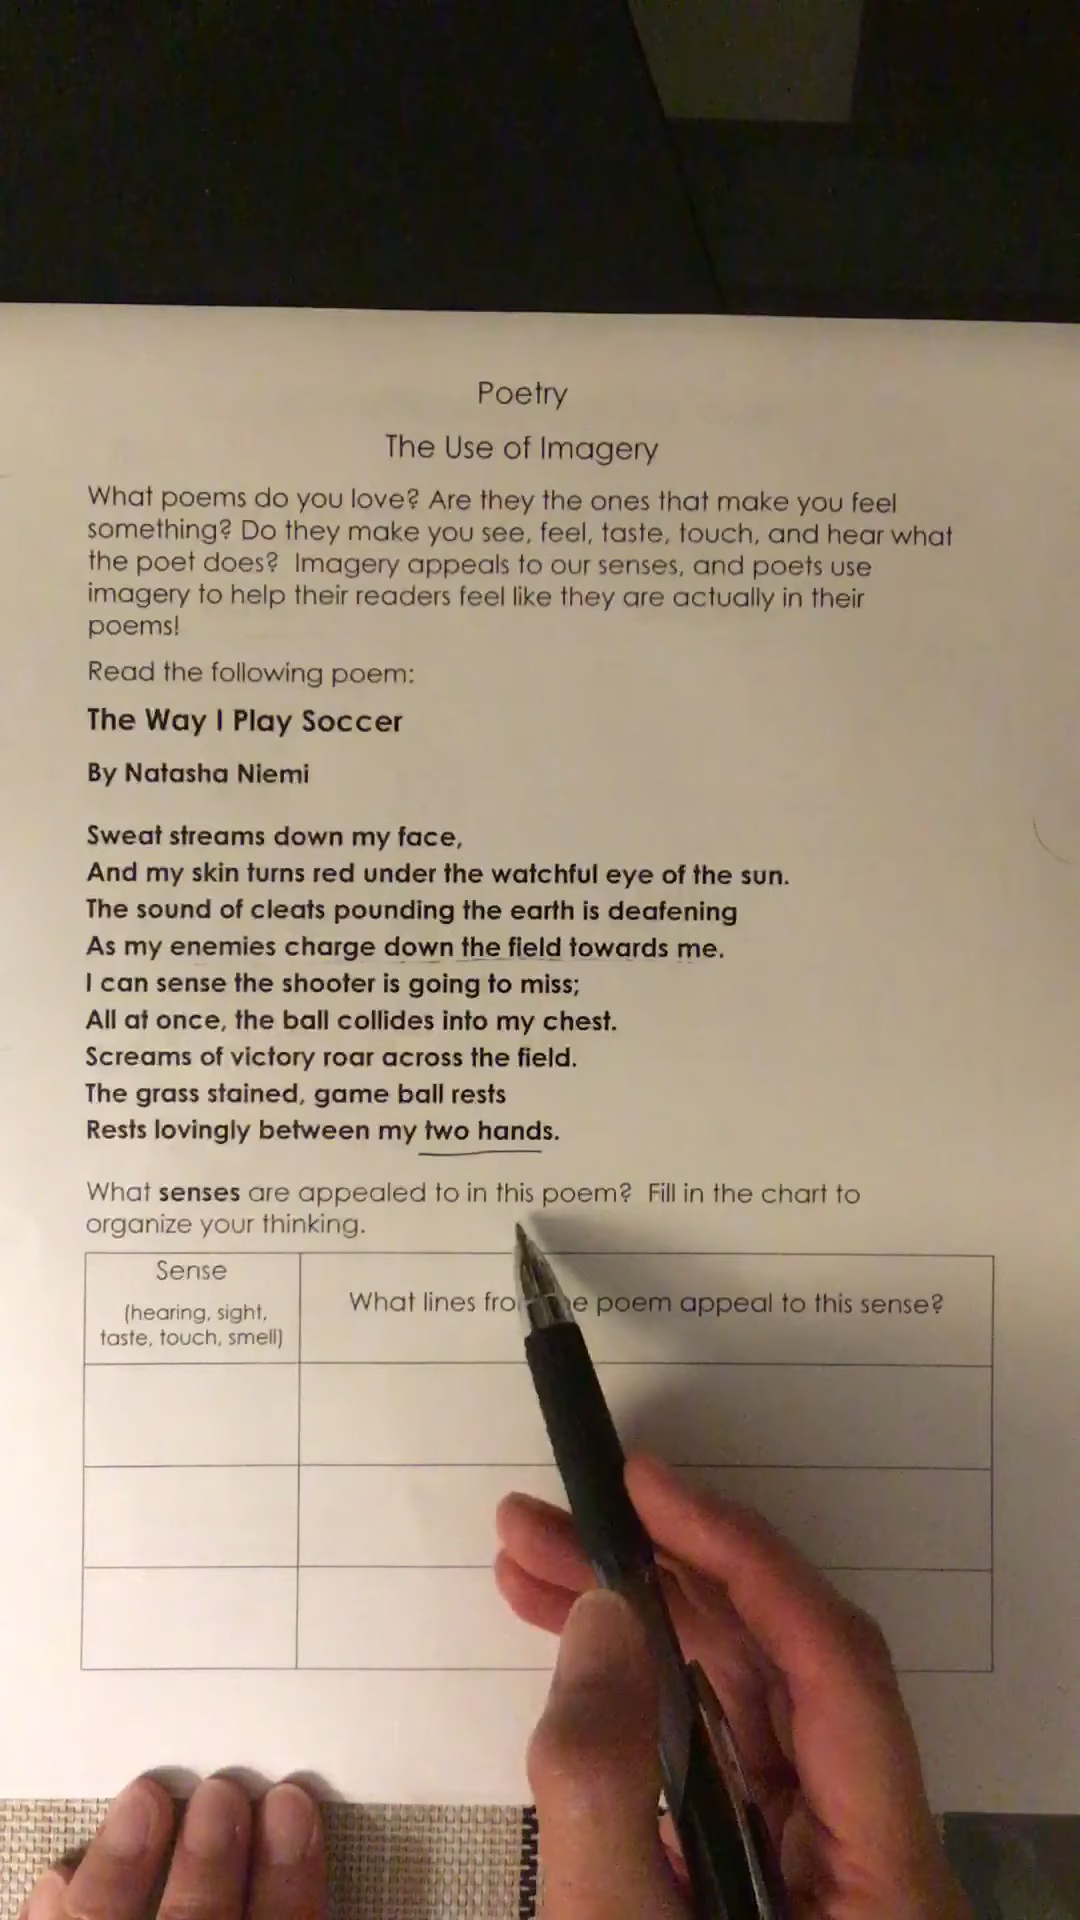 Poetry
The Use of Imagery
What poems do you love? Are they the ones that make you feel
something? Do they make you see, feel, taste, touch, and hear what
the poet does? Imagery appeals to our senses, and poets use
imagery to help their readers feel like they are actually in their
poems!
Read the following poem:
The Way I Play Soccer
By Natasha Niemi
Sweat streams down my face,
And my skin turns red under the watchful eye of the sun.
The sound of cleats pounding the earth is deafening
As my enemies charge down the field towards me.
I can sense the shooter is going to miss;
All at once, the ball collides into my chest.
Screams of victory roar across the field.
The grass stained, game ball rests
Rests lovingly between my two hands.
What senses are appealed to in this poem? Fill in the chart to
organize your thinking.
Sense
(hearing, sight,
taste, touch, smell)
What lines poem appeal to this sense?